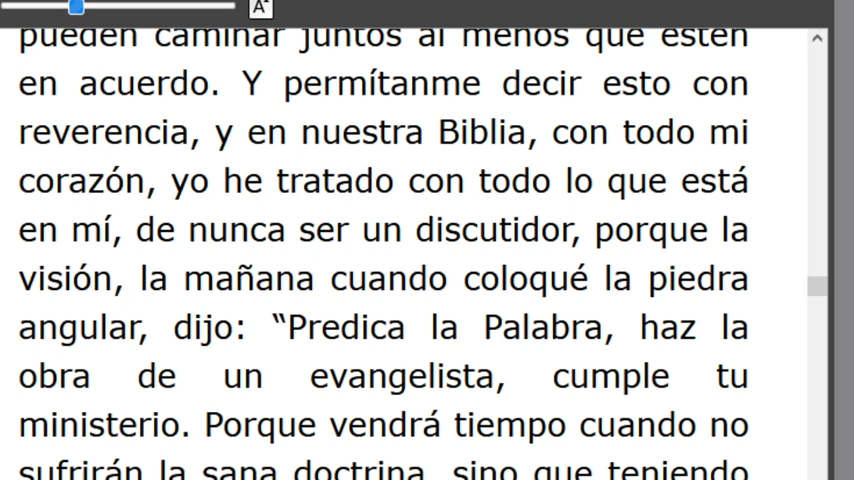 A
pueden caminar juntos al menos que estén
en acuerdo. Y permítanme decir esto con
reverencia, y en nuestra Biblia, con todo mi
corazón, yo he tratado con todo lo que está
en mí, de nunca ser un discutidor, porque la
visión, la mañana cuando coloqué la piedra
angular, dijo: “Predica la Palabra, haz la
obra de un evangelista, cumple tu
ministerio. Porque vendrá tiempo cuando no
sufrirán la sana doctrina, sino que teniendo